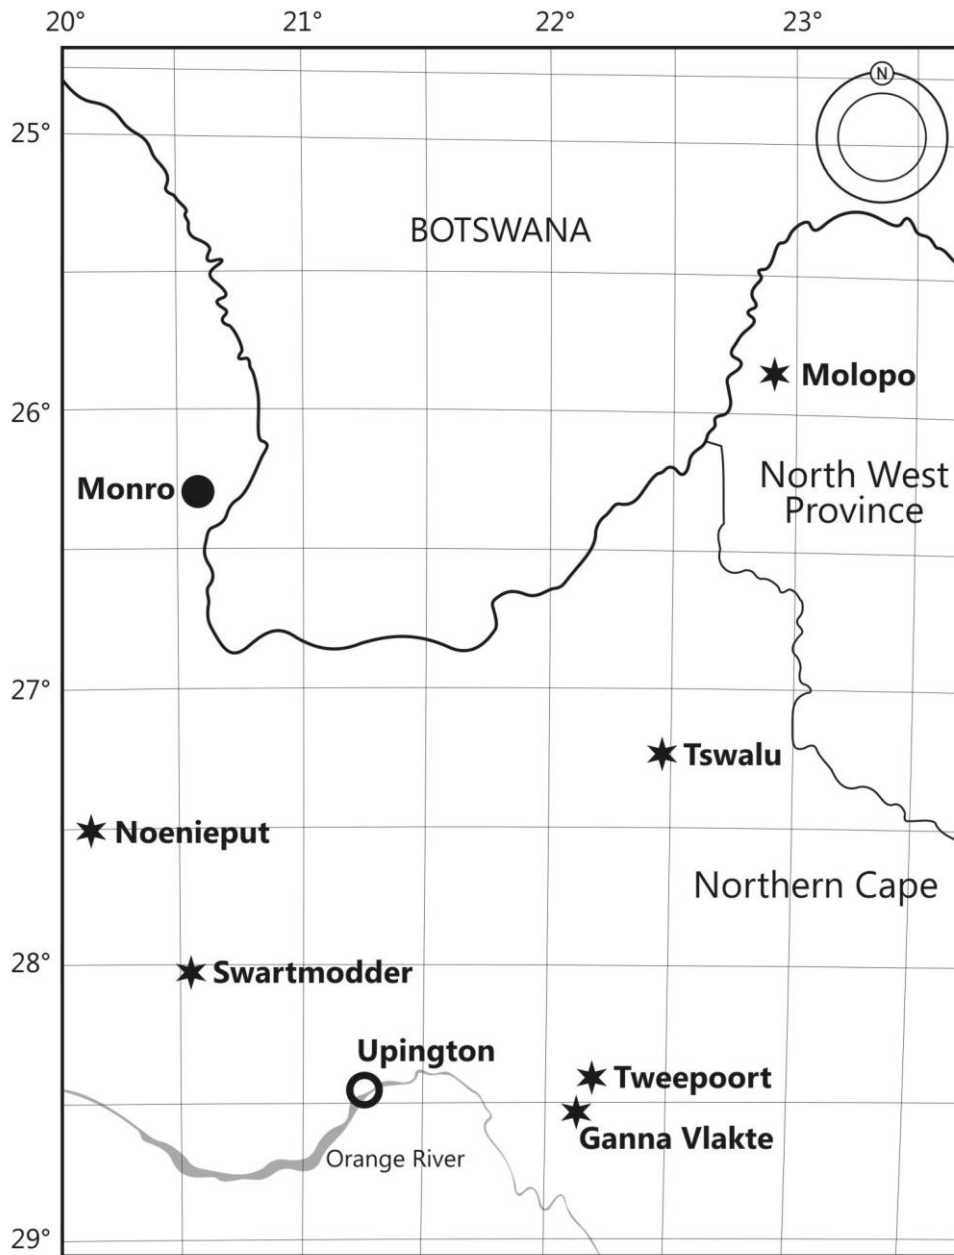 20°
21°
22°
23°
N
25°
BOTSWANA
Molopo
26°
North West
Province
Monro
27°
Tswalu
Noenieput
Northern Cape
28°
Swartmodder
Upington
Tweepoort
Ganna Vlakte
Orange River
29°